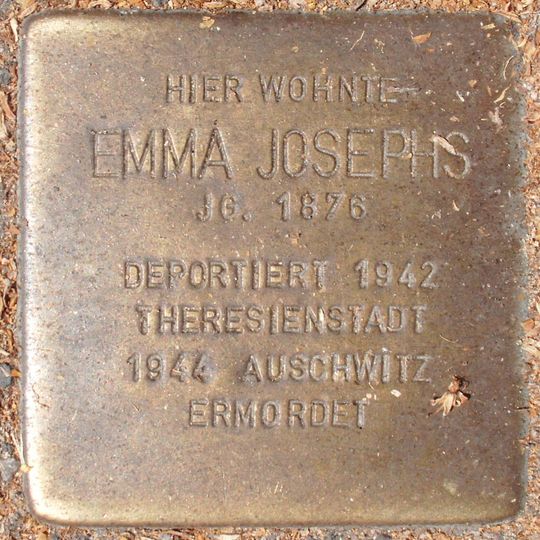 HIER WOHNTE
EMMA JOSEPHS
JG. 1876
DEPORTIERT 1942
THERESIENSTADT
1944 AUSCHWITZ
ERMORDET